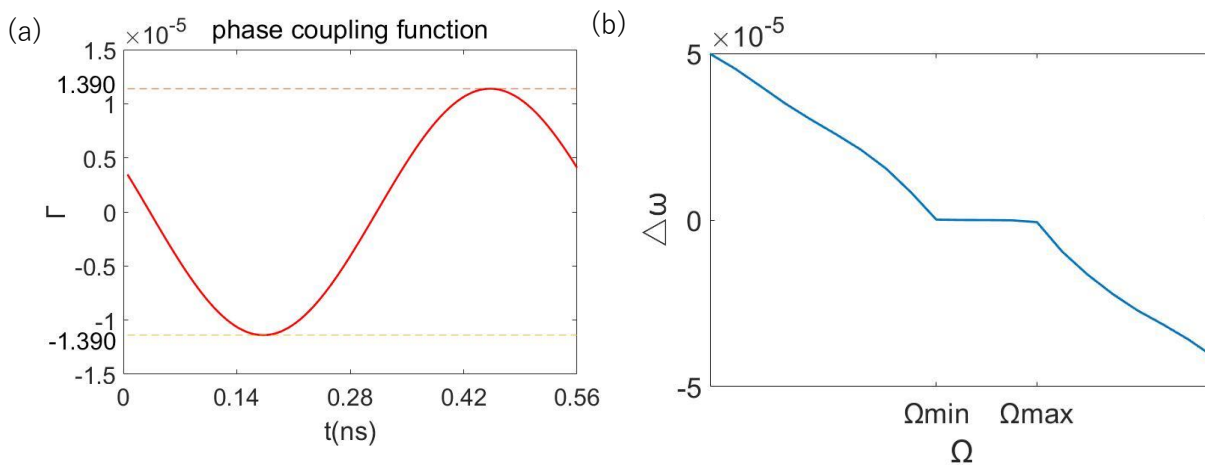 (a)
×10⁻⁵ phase coupling function
1.5
1.390
1
0.5
0
-0.5
-1
-1.390
-1.5
Γ
0 0.14 0.28 0.42 0.56
t(ns)
(b)
×10⁻⁵
5
0
-5
△ω
Ωmin Ωmax
Ω